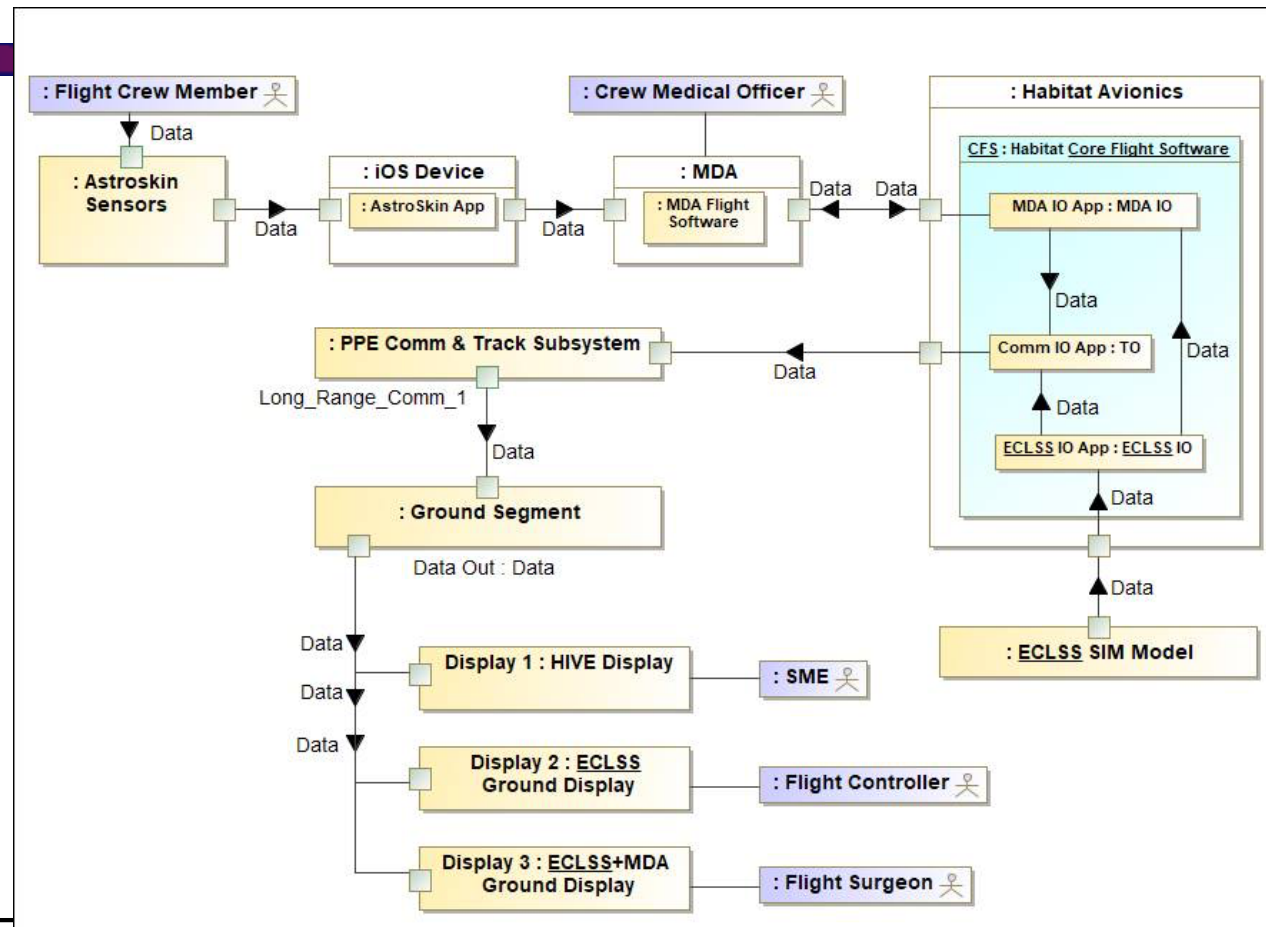 : Flight Crew Member
Data
: Astroskin
Sensors
Data
: iOS Device
: AstroSkin App
Data
: Crew Medical Officer
: MDA
: MDA Flight
Software
Data
Data
: Habitat Avionics
CFS : Habitat Core Flight Software
MDA IO App : MDA IO
Data
Data
Comm IO App : TO
Data
ECLSS IO App : ECLSS IO
Data
Data
: ECLSS SIM Model
Data
: PPE Comm & Track Subsystem
Long_Range_Comm_1
Data
: Ground Segment
Data Out : Data
Data
Data
Data
Display 1 : HIVE Display
: SME
Display 2 : ECLSS
Ground Display
: Flight Controller
Display 3 : ECLSS+MDA
Ground Display
: Flight Surgeon